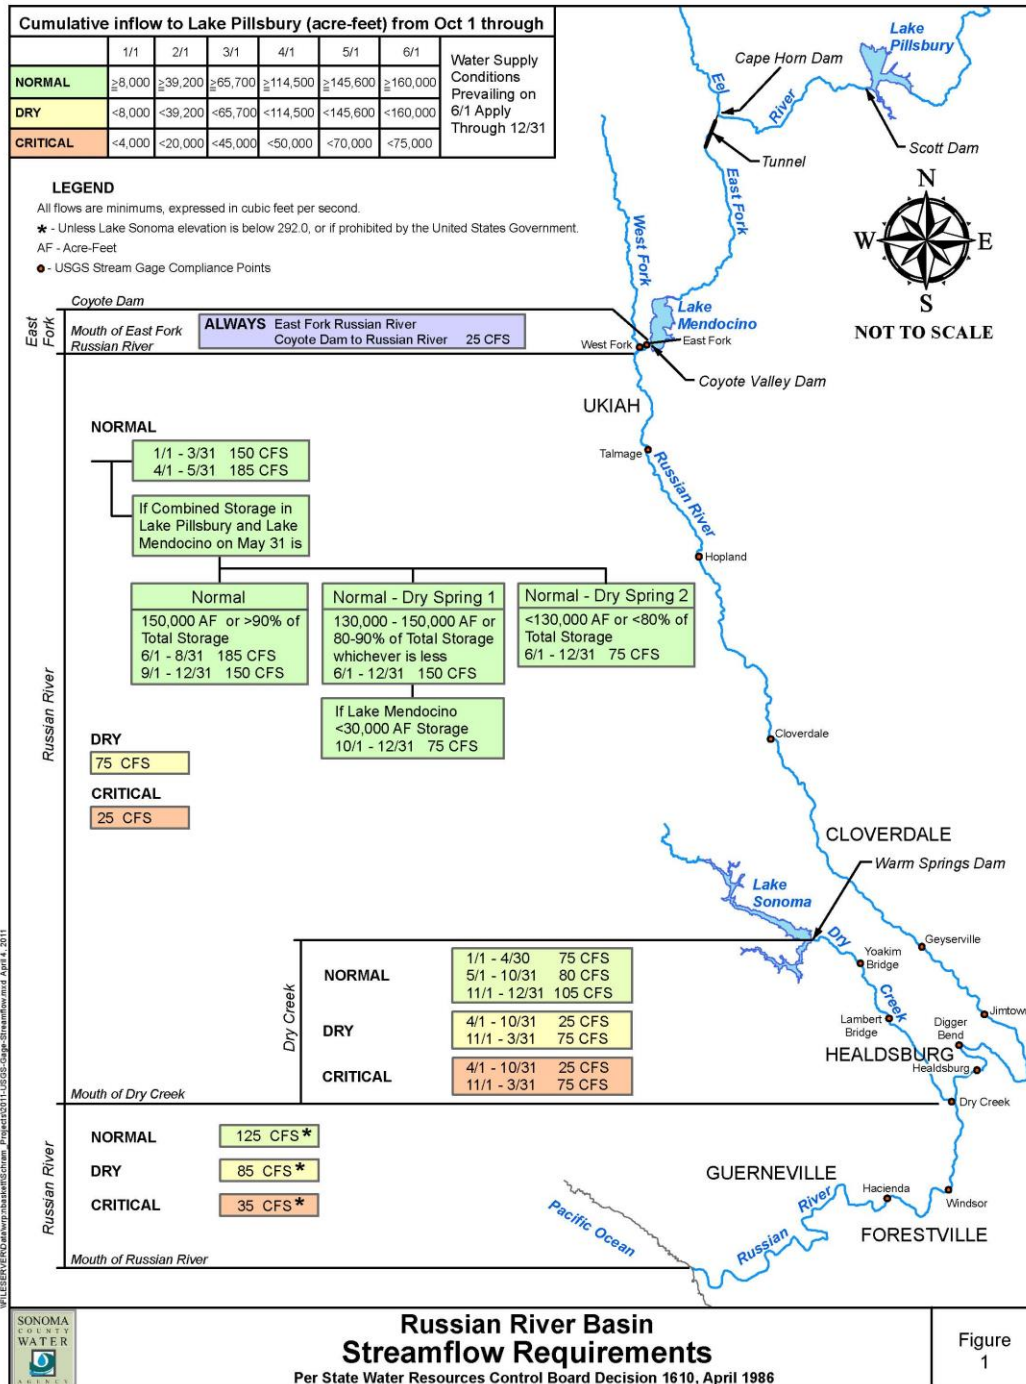 Cumulative inflow to Lake Pillsbury (acre-feet) from Oct 1 through
1/1 2/1 3/1 4/1 5/1 6/1
NORMAL ≧8,000 ≧39,200 ≧65,700 ≧114,500 ≧145,600 ≧160,000
DRY <8,000 <39,200 <65,700 <114,500 <145,600 <160,000
CRITICAL <4,000 <20,000 <45,000 <50,000 <70,000 <75,000
Water Supply
Conditions
Prevailing on
6/1 Apply
Through 12/31
LEGEND
All flows are minimums, expressed in cubic feet per second.
* - Unless Lake Sonoma elevation is below 292.0, or if prohibited by the United States Government.
AF - Acre-Feet
- USGS Stream Gage Compliance Points
Lake
Pillsbury
Cape Horn Dam
Eel
River
Scott Dam
Tunnel
East Fork
West Fork
N
W E
S
NOT TO SCALE
Lake
Mendocino
East Fork
West Fork
Coyote Valley Dam
East
Fork
Coyote Dam
Mouth of East Fork
Russian River
ALWAYS East Fork Russian River
Coyote Dam to Russian River 25 CFS
UKIAH
Talmage
Russian River
Hopland
Cloverdale
CLOVERDALE
Russian River
NORMAL
1/1 - 3/31 150 CFS
4/1 - 5/31 185 CFS
If Combined Storage in
Lake Pillsbury and Lake
Mendocino on May 31 is
Normal
150,000 AF or >90% of
Total Storage
6/1 - 8/31 185 CFS
9/1 - 12/31 150 CFS
Normal - Dry Spring 1
130,000 - 150,000 AF or
80-90% of Total Storage
whichever is less
6/1 - 12/31 150 CFS
If Lake Mendocino
<30,000 AF Storage
10/1 - 12/31 75 CFS
Normal - Dry Spring 2
<130,000 AF or <80% of
Total Storage
6/1 - 12/31 75 CFS
DRY
75 CFS
CRITICAL
25 CFS
Warm Springs Dam
Lake
Sonoma
Dry
Creek
Yoakim
Bridge
Geyserville
Lambert
Bridge
Digger
Bend
Jimtown
HEALDSBURG
Healdsburg
Dry Creek
Dry Creek
NORMAL
1/1 - 4/30 75 CFS
5/1 - 10/31 80 CFS
11/1 - 12/31 105 CFS
DRY
4/1 - 10/31 25 CFS
11/1 - 3/31 75 CFS
CRITICAL
4/1 - 10/31 25 CFS
11/1 - 3/31 75 CFS
Mouth of Dry Creek
Russian River
NORMAL 125 CFS*
DRY 85 CFS*
CRITICAL 35 CFS*
Mouth of Russian River
GUERNEVILLE
Hacienda
Windsor
FORESTVILLE
Russian River
Pacific Ocean
SONOMA
COUNTY
WATER
AGENCY
Russian River Basin
Streamflow Requirements
Per State Water Resources Control Board Decision 1610, April 1986
Figure
1